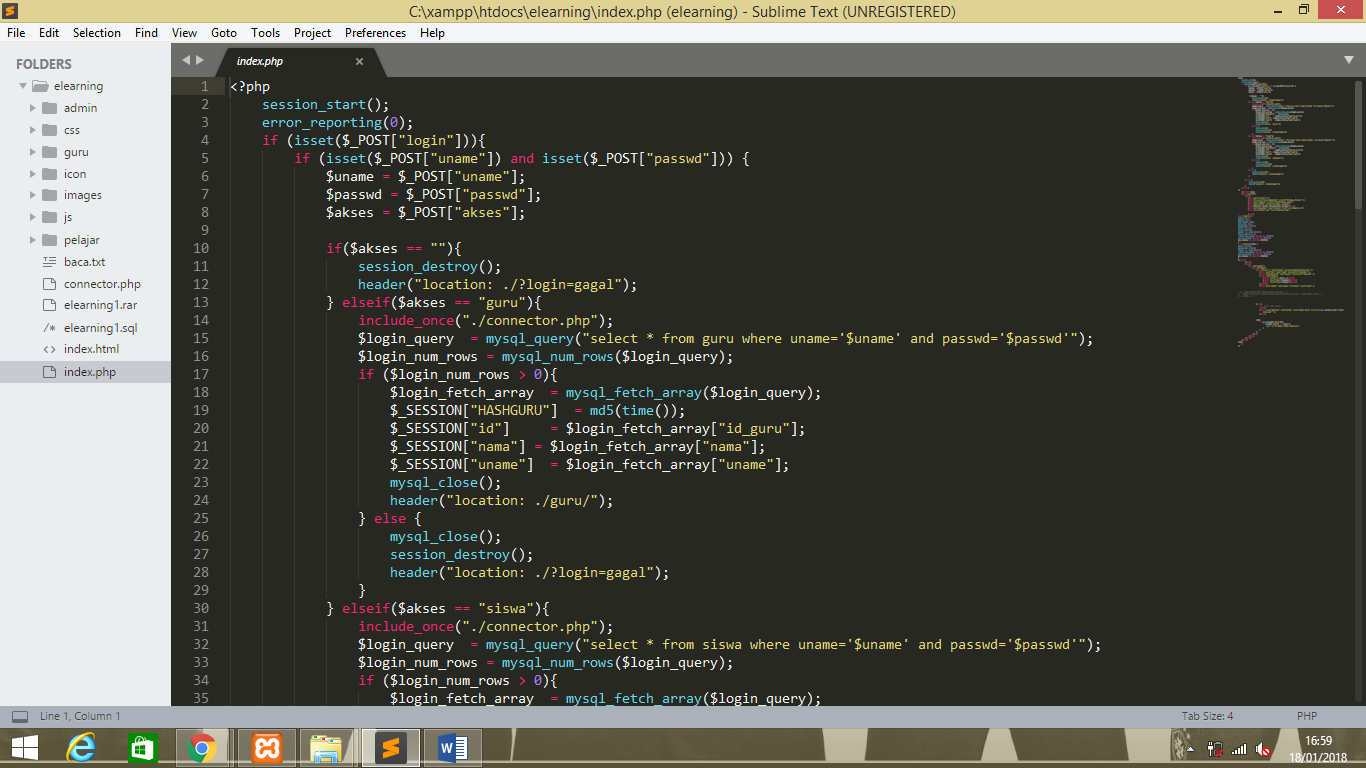 C:\xampp\htdocs\elearning\index.php (elearning) - Sublime Text (UNREGISTERED)
File Edit Selection Find View Goto Tools Project Preferences Help
FOLDERS
elearning
admin
css
guru
icon
images
js
pelajar
baca.txt
connector.php
elearning1.rar
elearning1.sql
index.html
index.php
index.php
1 <?php
2 session_start();
3 error_reporting(0);
4 if (isset($_POST["login"])){
5 if (isset($_POST["uname"]) and isset($_POST["passwd"])) {
6 $uname = $_POST["uname"];
7 $passwd = $_POST["passwd"];
8 $akses = $_POST["akses"];
9
10 if($akses == ""){
11 session_destroy();
12 header("location: ./?login=gagal");
13 } elseif($akses == "guru"){
14 include_once("./connector.php");
15 $login_query = mysql_query("select * from guru where uname='$uname' and passwd='$passwd'");
16 $login_num_rows = mysql_num_rows($login_query);
17 if ($login_num_rows > 0){
18 $login_fetch_array = mysql_fetch_array($login_query);
19 $_SESSION["HASHGURU"] = md5(time());
20 $_SESSION["id"] = $login_fetch_array["id_guru"];
21 $_SESSION["nama"] = $login_fetch_array["nama"];
22 $_SESSION["uname"] = $login_fetch_array["uname"];
23 mysql_close();
24 header("location: ./guru/");
25 } else {
26 mysql_close();
27 session_destroy();
28 header("location: ./?login=gagal");
29 }
30 } elseif($akses == "siswa"){
31 include_once("./connector.php");
32 $login_query = mysql_query("select * from siswa where uname='$uname' and passwd='$passwd'");
33 $login_num_rows = mysql_num_rows($login_query);
34 if ($login_num_rows > 0){
35 $login_fetch_array = mysql_fetch_array($login_query);
Line 1, Column 1 Tab Size: 4 PHP
16:59
18/01/2018